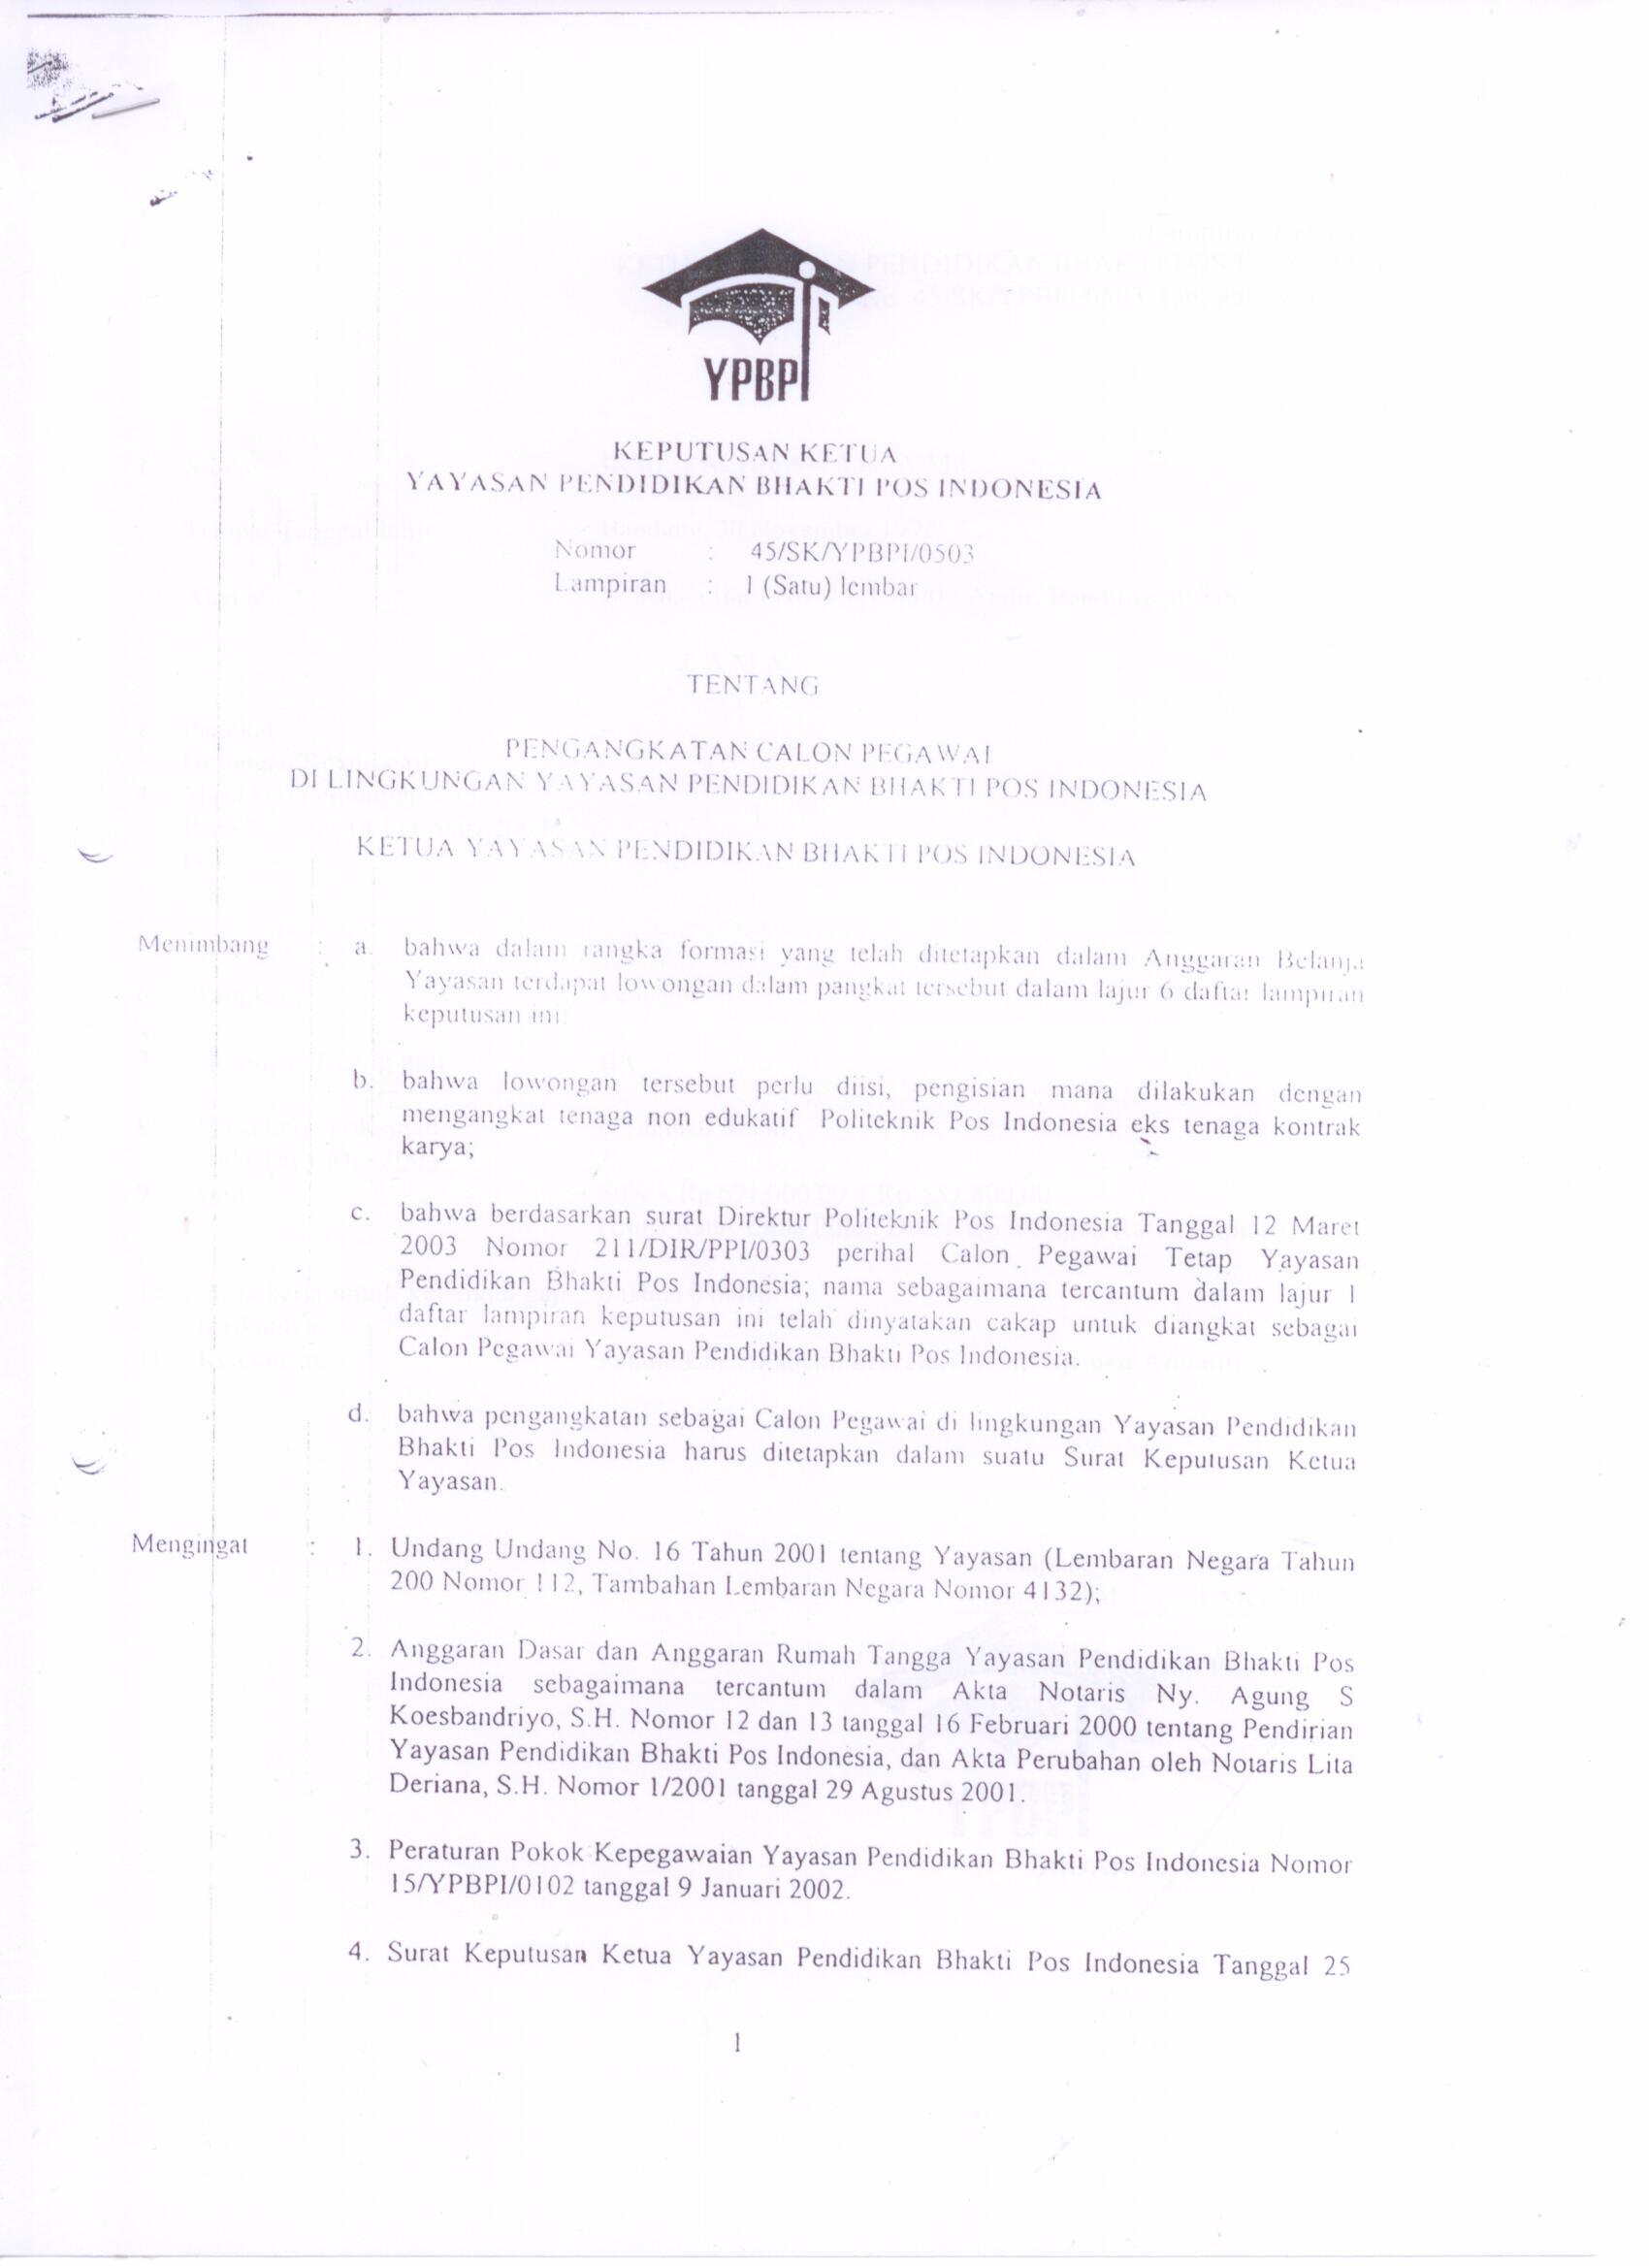 YPBPI
KEPUTUSAN KETUA
YAYASAN PENDIDIKAN BHAKTI POS INDONESIA
Nomor : 45/SK/YPBPI/0503
Lampiran : 1 (Satu) lembar
TENTANG
PENGANGKATAN CALON PEGAWAI
DI LINGKUNGAN YAYASAN PENDIDIKAN BHAKTI POS INDONESIA
KETUA YAYASAN PENDIDIKAN BHAKTI POS INDONESIA
Menimbang : a. bahwa dalam rangka formasi yang telah ditetapkan dalam Anggaran Belanja
Yayasan terdapat lowongan dalam pangkat tersebut dalam lajur 6 daftar lampiran
keputusan ini
b. bahwa lowongan tersebut perlu diisi, pengisian mana dilakukan dengan
mengangkat tenaga non edukatif Politeknik Pos Indonesia eks tenaga kontrak
karya;
c. bahwa berdasarkan surat Direktur Politeknik Pos Indonesia Tanggal 12 Maret
2003 Nomor 211/DIR/PPI/0303 perihal Calon Pegawai Tetap Yayasan
Pendidikan Bhakti Pos Indonesia; nama sebagaimana tercantum dalam lajur 1
daftar lampiran keputusan ini telah dinyatakan cakap untuk diangkat sebagai
Calon Pegawai Yayasan Pendidikan Bhakti Pos Indonesia.
d. bahwa pengangkatan sebagai Calon Pegawai di lingkungan Yayasan Pendidikan
Bhakti Pos Indonesia harus ditetapkan dalam suatu Surat Keputusan Ketua
Yayasan.
Mengingat : 1. Undang Undang No. 16 Tahun 2001 tentang Yayasan (Lembaran Negara Tahun
200 Nomor 112, Tambahan Lembaran Negara Nomor 4132);
2. Anggaran Dasar dan Anggaran Rumah Tangga Yayasan Pendidikan Bhakti Pos
Indonesia sebagaimana tercantum dalam Akta Notaris Ny. Agung S
Koesbandriyo, S.H. Nomor 12 dan 13 tanggal 16 Februari 2000 tentang Pendirian
Yayasan Pendidikan Bhakti Pos Indonesia, dan Akta Perubahan oleh Notaris Lita
Deriana, S.H. Nomor 1/2001 tanggal 29 Agustus 2001.
3. Peraturan Pokok Kepegawaian Yayasan Pendidikan Bhakti Pos Indonesia Nomor
15/YPBPI/0102 tanggal 9 Januari 2002.
4. Surat Keputusan Ketua Yayasan Pendidikan Bhakti Pos Indonesia Tanggal 25
1